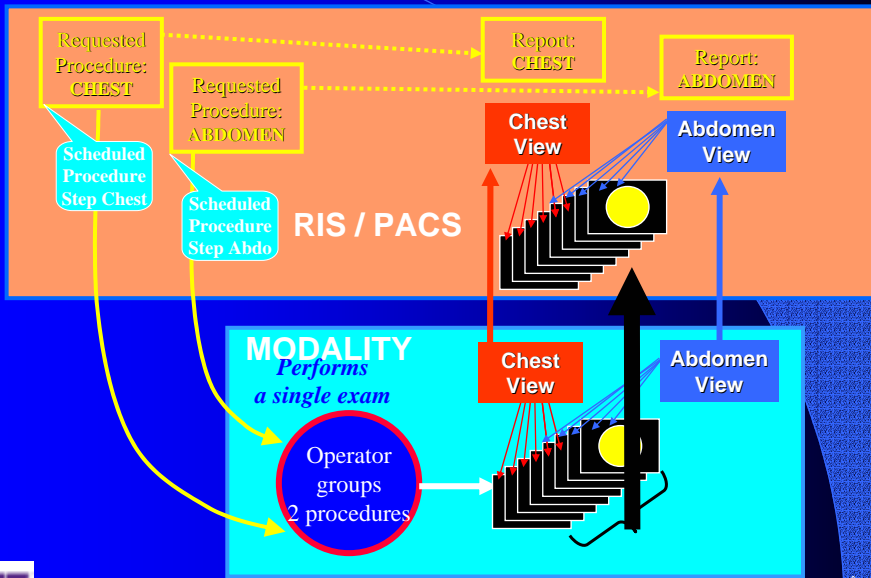 Requested
Procedure:
CHEST
Requested
Procedure:
ABDOMEN
Report:
CHEST
Report:
ABDOMEN
Scheduled
Procedure
Step Chest
Scheduled
Procedure
Step Abdo
Chest
View
Abdomen
View
RIS / PACS
MODALITY
Performs
a single exam
Operator
groups
2 procedures
Chest
View
Abdomen
View